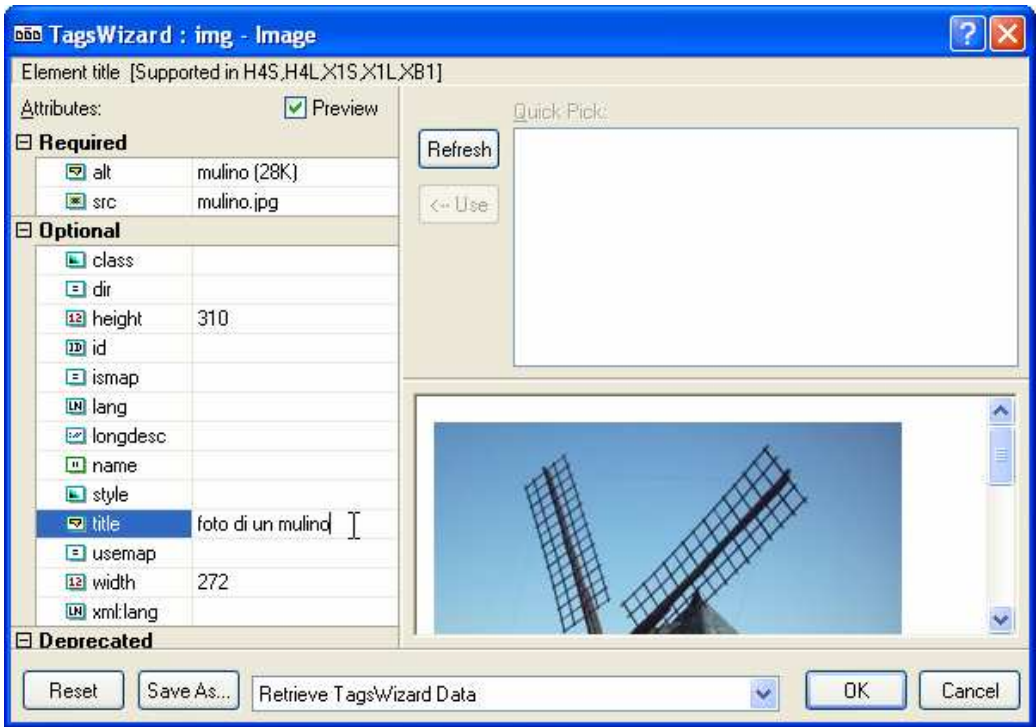 TagsWizard : img - Image
Element title [Supported in H4S,H4L,X1S,X1L,XB1]
Attributes:
Preview
Required
alt mulino (28K)
src mulino.jpg
Optional
class
dir
height 310
id
ismap
lang
longdesc
name
style
title foto di un mulino
usemap
width 272
xml:lang
Deprecated
Quick Pick:
Refresh
<-- Use
Reset
Save As...
Retrieve TagsWizard Data
OK
Cancel